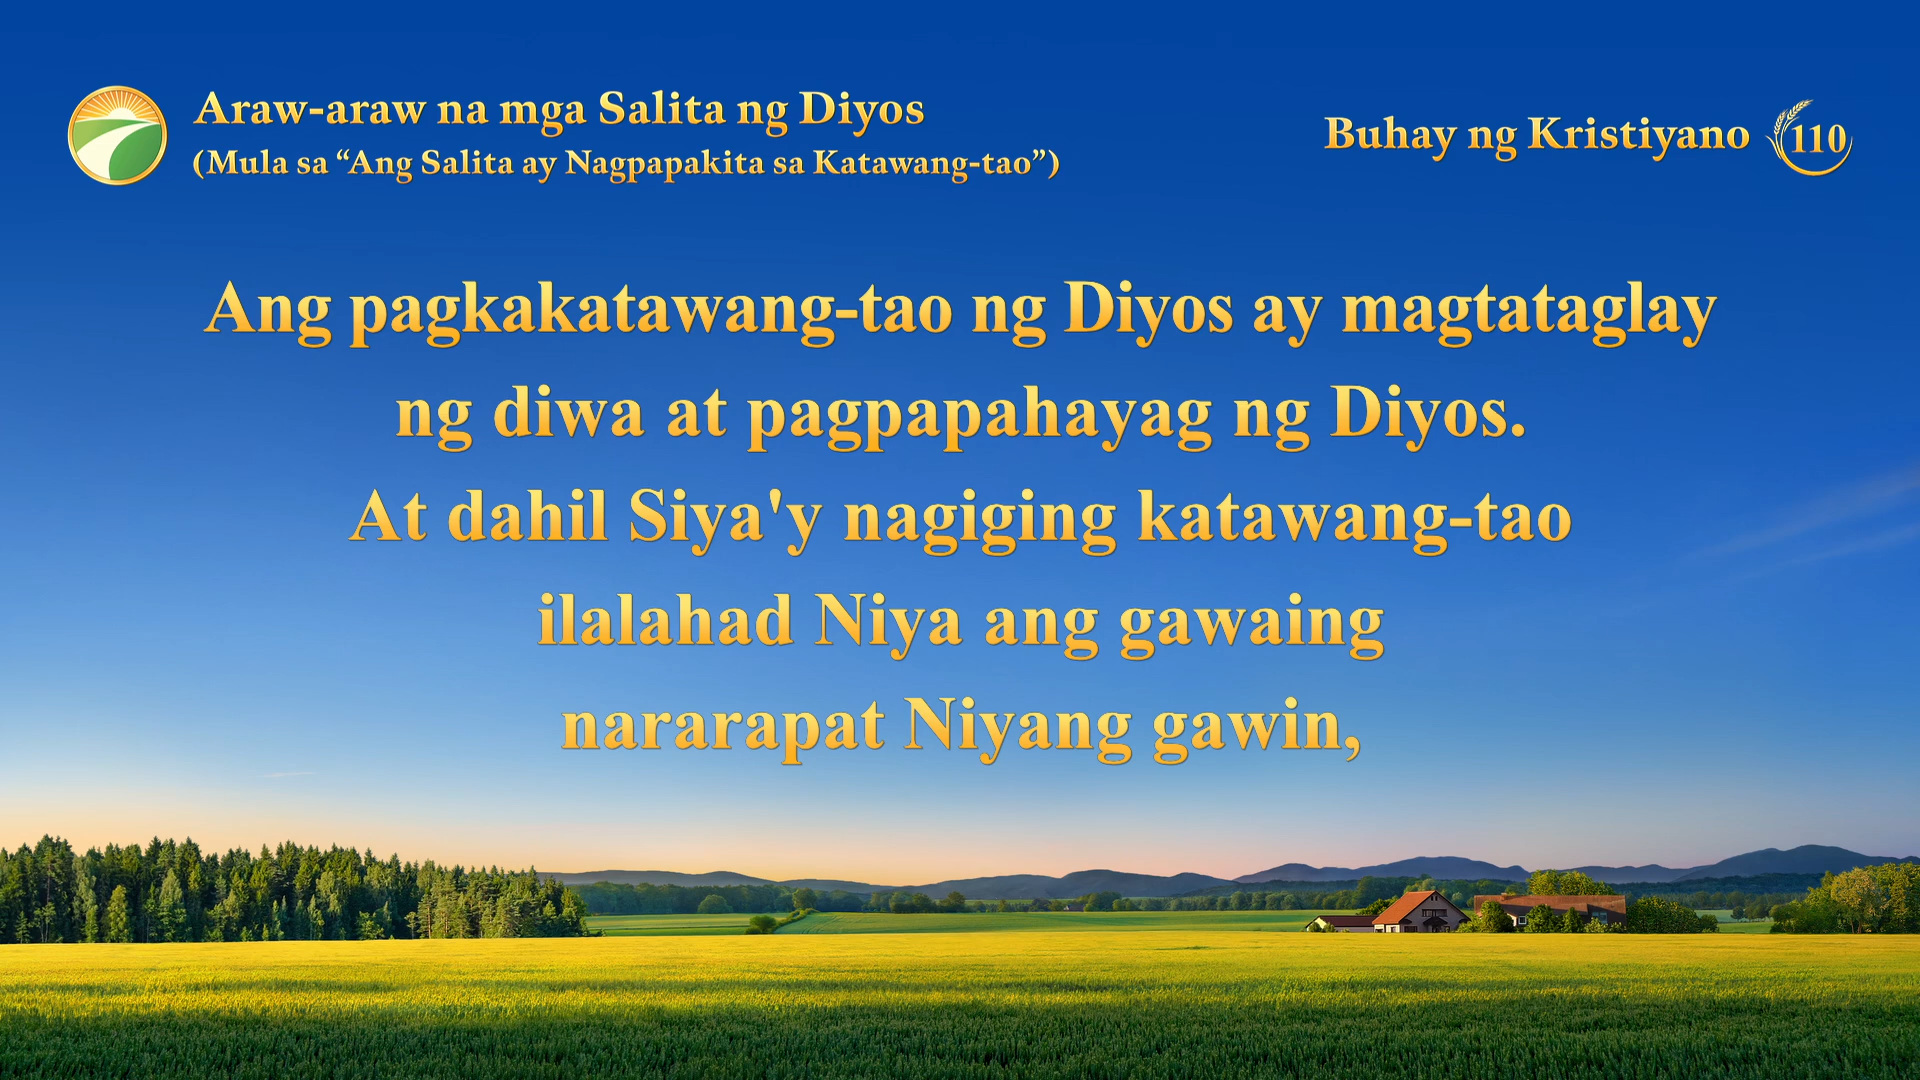 Araw-araw na mga Salita ng Diyos
(Mula sa “Ang Salita ay Nagpapakita sa Katawang-tao”)
Buhay ng Kristiyano 110
Ang pagkakatawang-tao ng Diyos ay magtataglay
ng diwa at pagpapahayag ng Diyos.
At dahil Siya'y nagiging katawang-tao
ilalahad Niya ang gawaing
nararapat Niyang gawin,